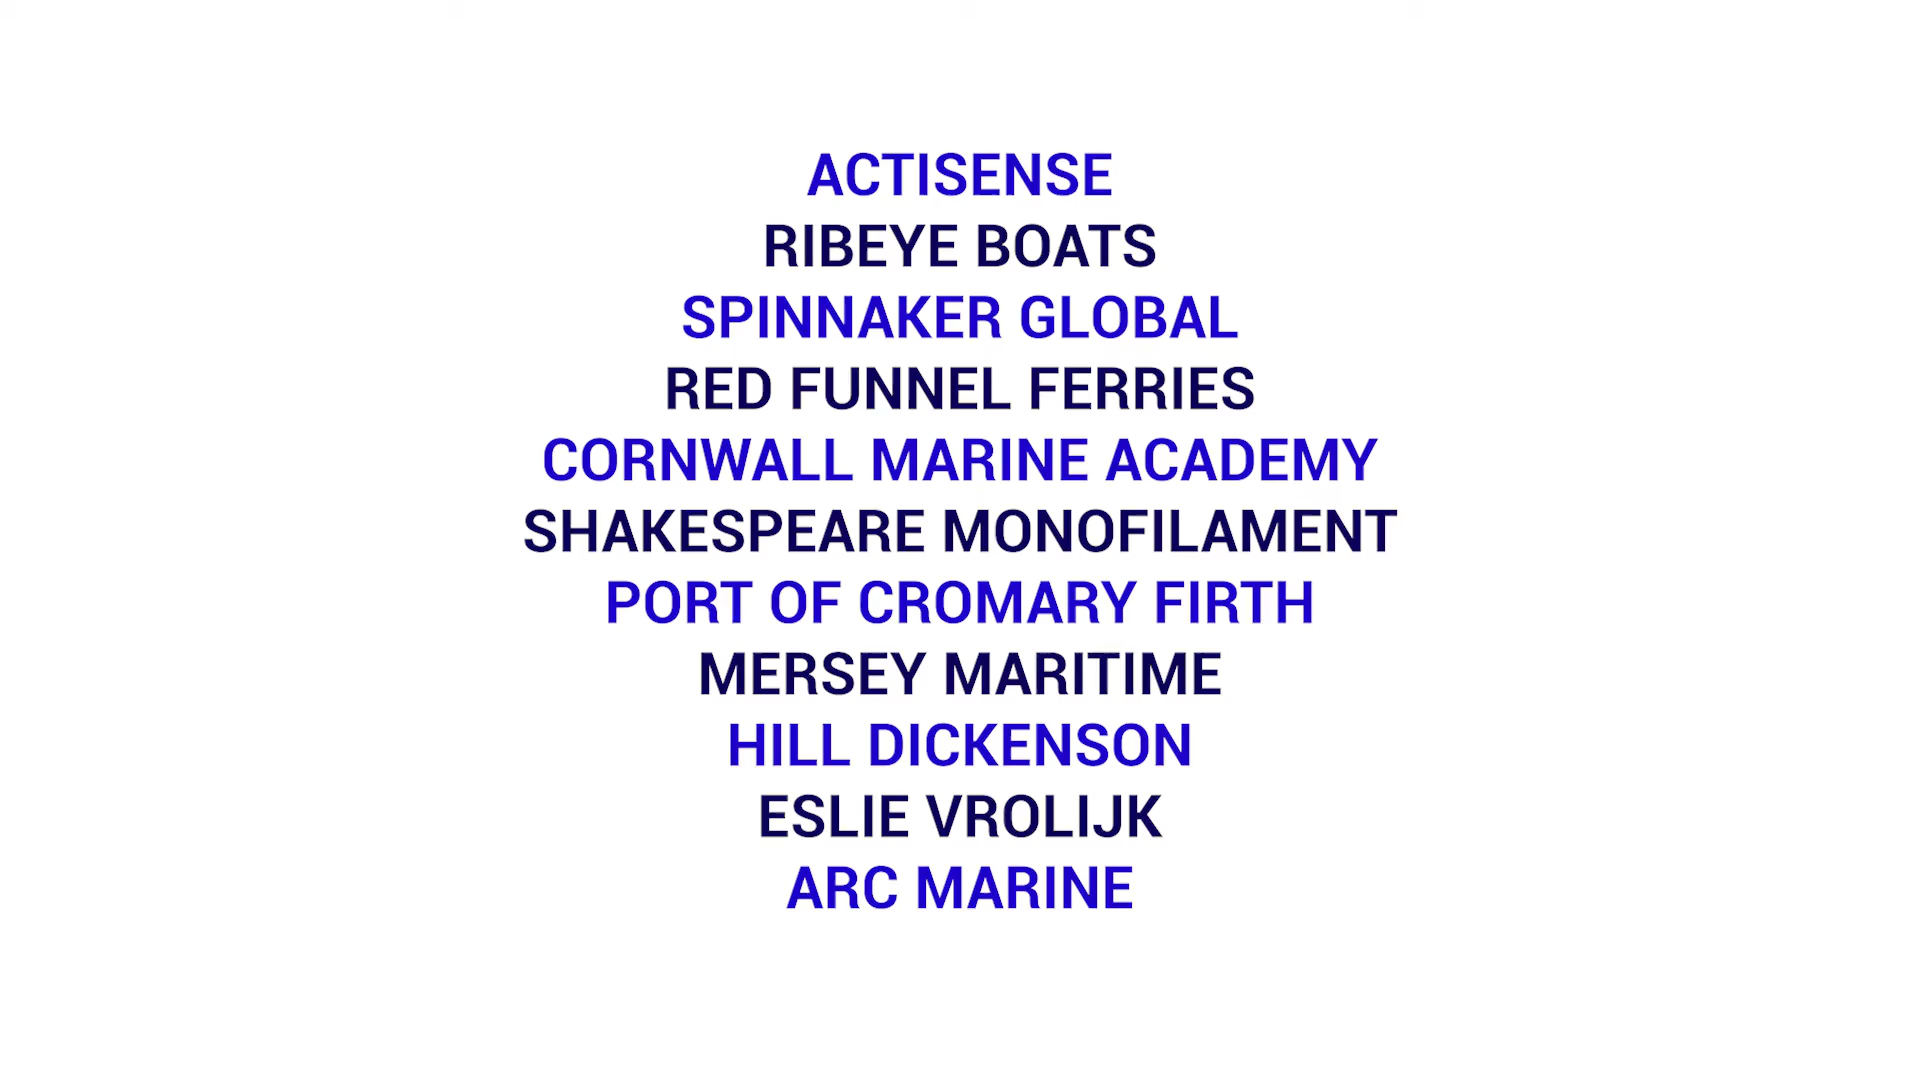 ACTISENSE
RIBEYE BOATS
SPINNAKER GLOBAL
RED FUNNEL FERRIES
CORNWALL MARINE ACADEMY
SHAKESPEARE MONOFILAMENT
PORT OF CROMARY FIRTH
MERSEY MARITIME
HILL DICKENSON
ESLIE VROLIJK
ARC MARINE